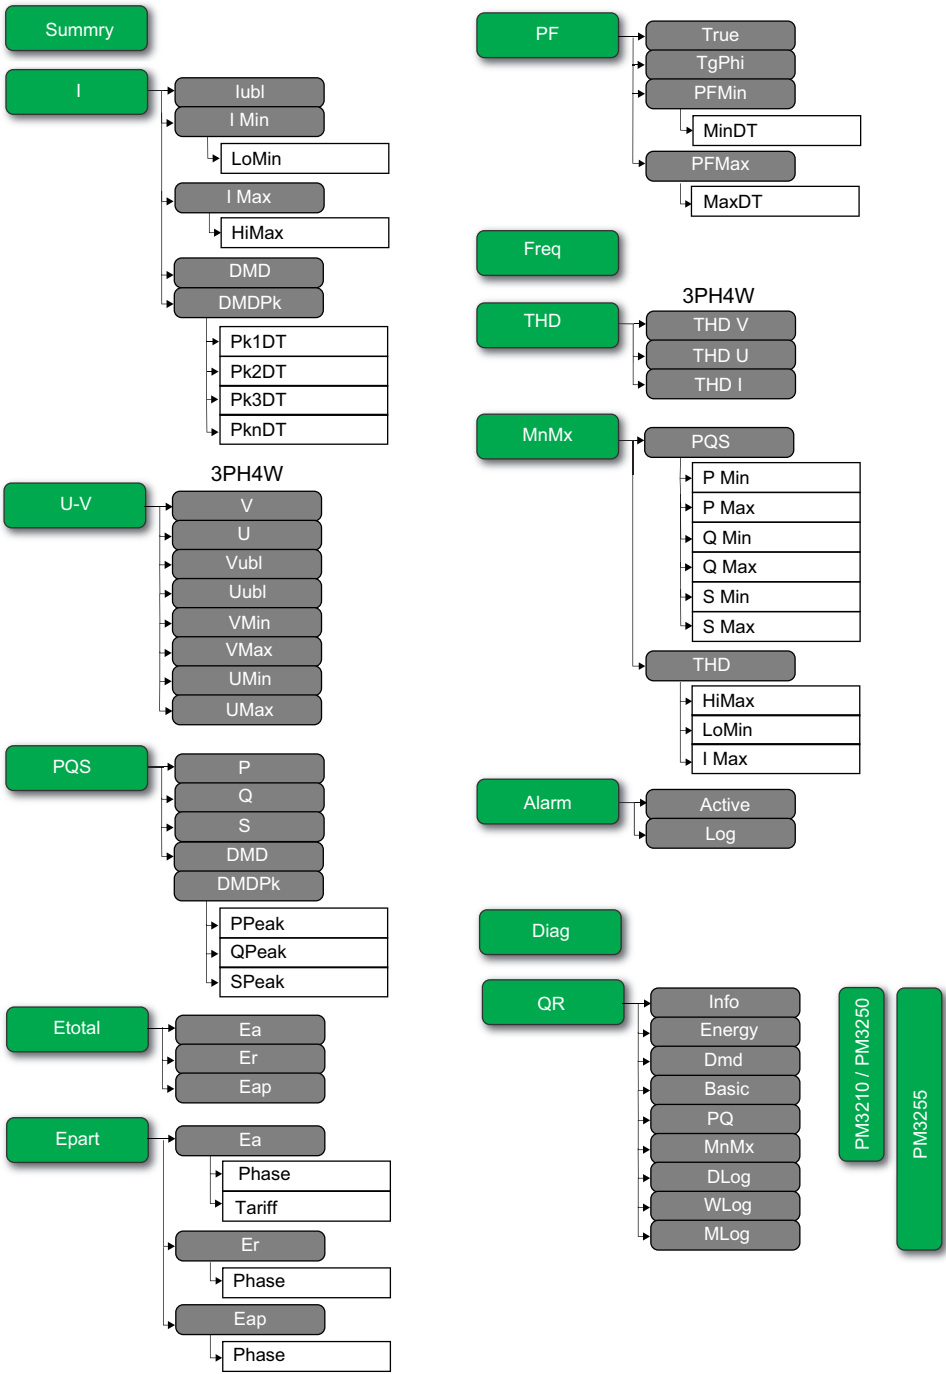 Summry
I
Iubl
I Min
LoMin
I Max
HiMax
DMD
DMDPk
Pk1DT
Pk2DT
Pk3DT
PknDT
3PH4W
U-V
V
U
Vubl
Uubl
VMin
VMax
UMin
UMax
PQS
P
Q
S
DMD
DMDPk
PPeak
QPeak
SPeak
Etotal
Ea
Er
Eap
Epart
Ea
Phase
Tariff
Er
Phase
Eap
Phase
PF
True
TgPhi
PFMin
MinDT
PFMax
MaxDT
Freq
3PH4W
THD
THD V
THD U
THD I
MnMx
PQS
P Min
P Max
Q Min
Q Max
S Min
S Max
THD
HiMax
LoMin
I Max
Alarm
Active
Log
Diag
QR
Info
Energy
Dmd
Basic
PQ
MnMx
DLog
WLog
MLog
PM3210 / PM3250
PM3255